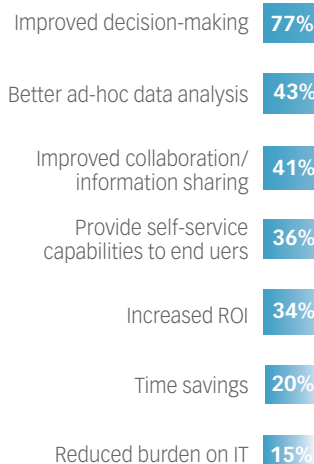 Improved decision-making 77%
Better ad-hoc data analysis 43%
Improved collaboration/
information sharing 41%
Provide self-service
capabilities to end uers 36%
Increased ROI 34%
Time savings 20%
Reduced burden on IT 15%